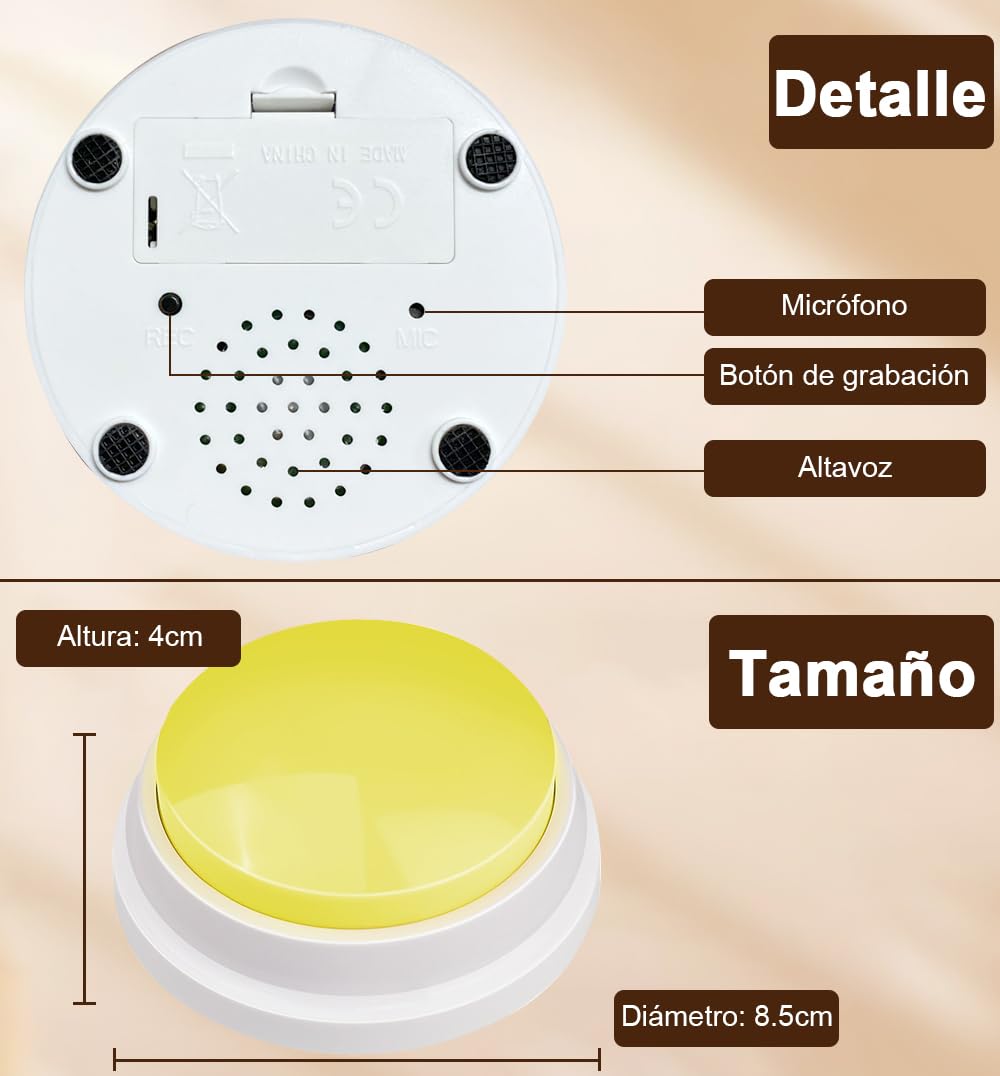 Detalle
MADE IN CHINA
CE
REC
MIC
Micrófono
Botón de grabación
Altavoz
Altura: 4cm
Tamaño
Diámetro: 8.5cm